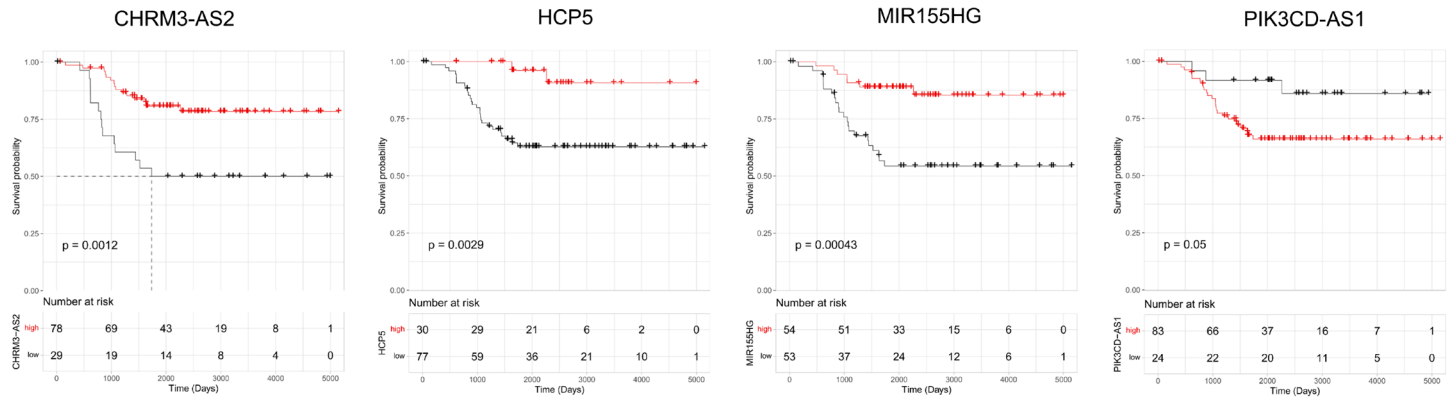 CHRM3-AS2
1.00
0.75
0.50
0.25
0.00
Survival probability
p = 0.0012
Number at risk
CHRM3-AS2
high 78 69 43 19 8 1
low 29 19 14 8 4 0
0 1000 2000 3000 4000 5000
Time (Days)
HCP5
1.00
0.75
0.50
0.25
0.00
Survival probability
p = 0.0029
Number at risk
HCP5
high 30 29 21 6 2 0
low 77 59 36 21 10 1
0 1000 2000 3000 4000 5000
Time (Days)
MIR155HG
1.00
0.75
0.50
0.25
0.00
Survival probability
p = 0.00043
Number at risk
MIR155HG
high 54 51 33 15 6 0
low 53 37 24 12 6 1
0 1000 2000 3000 4000 5000
Time (Days)
PIK3CD-AS1
1.00
0.75
0.50
0.25
0.00
Survival probability
p = 0.05
Number at risk
PIK3CD-AS1
high 83 66 37 16 7 1
low 24 22 20 11 5 0
0 1000 2000 3000 4000 5000
Time (Days)